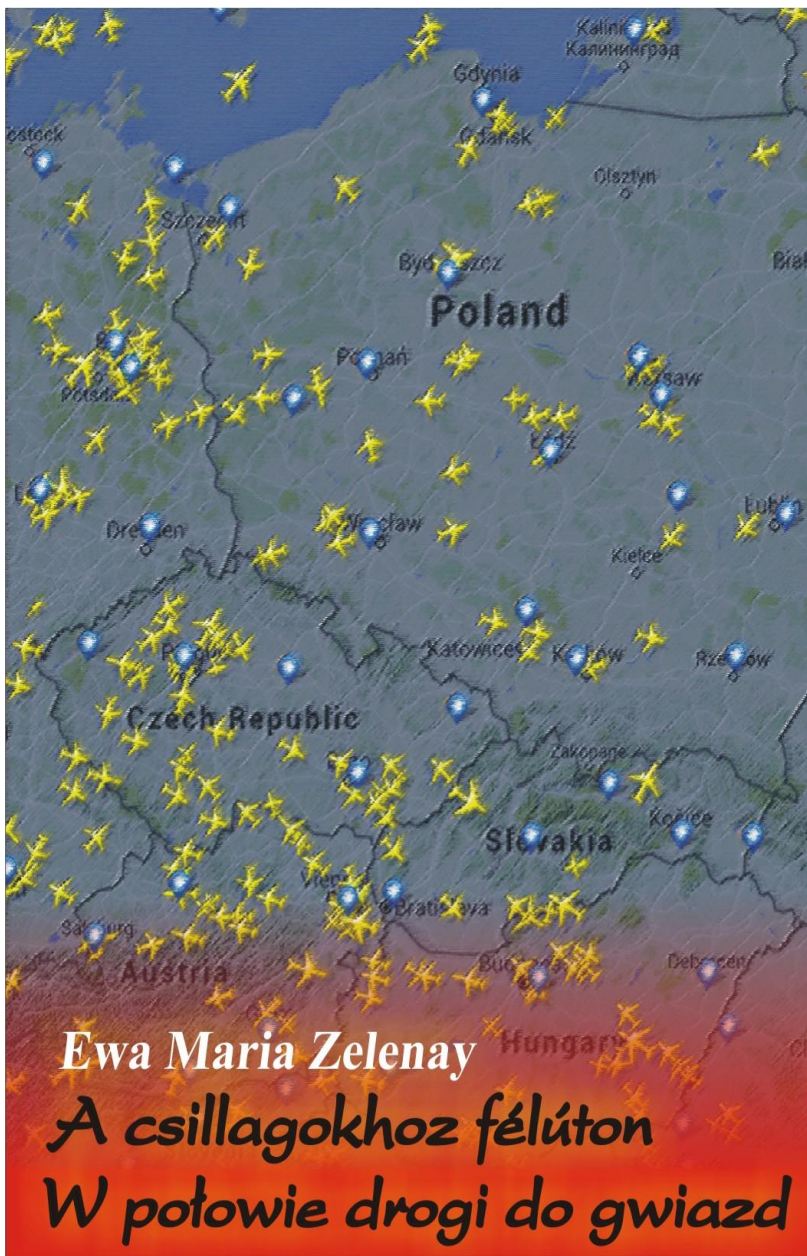 Kaliningrad
Калининград
Gdynia
Gdańsk
Olsztyn
Szczecin
Poland
Poznań
Potsdam
Warsaw
Łódź
Dresden
Wrocław
Lublin
Kielce
Katowice
Kraków
Rzeszów
Czech Republic
Zakopane
Košice
Slovakia
Vienna
Bratislava
Salzburg
Austria
Debrecen
Hungary
Ewa Maria Zelenay
A csillagokhoz félúton
W połowie drogi do gwiazd